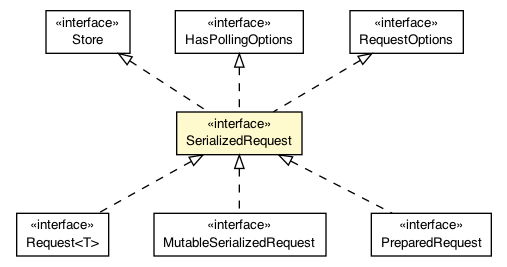 «interface»
Store
«interface»
HasPollingOptions
«interface»
RequestOptions
«interface»
SerializedRequest
«interface»
Request<T>
«interface»
MutableSerializedRequest
«interface»
PreparedRequest